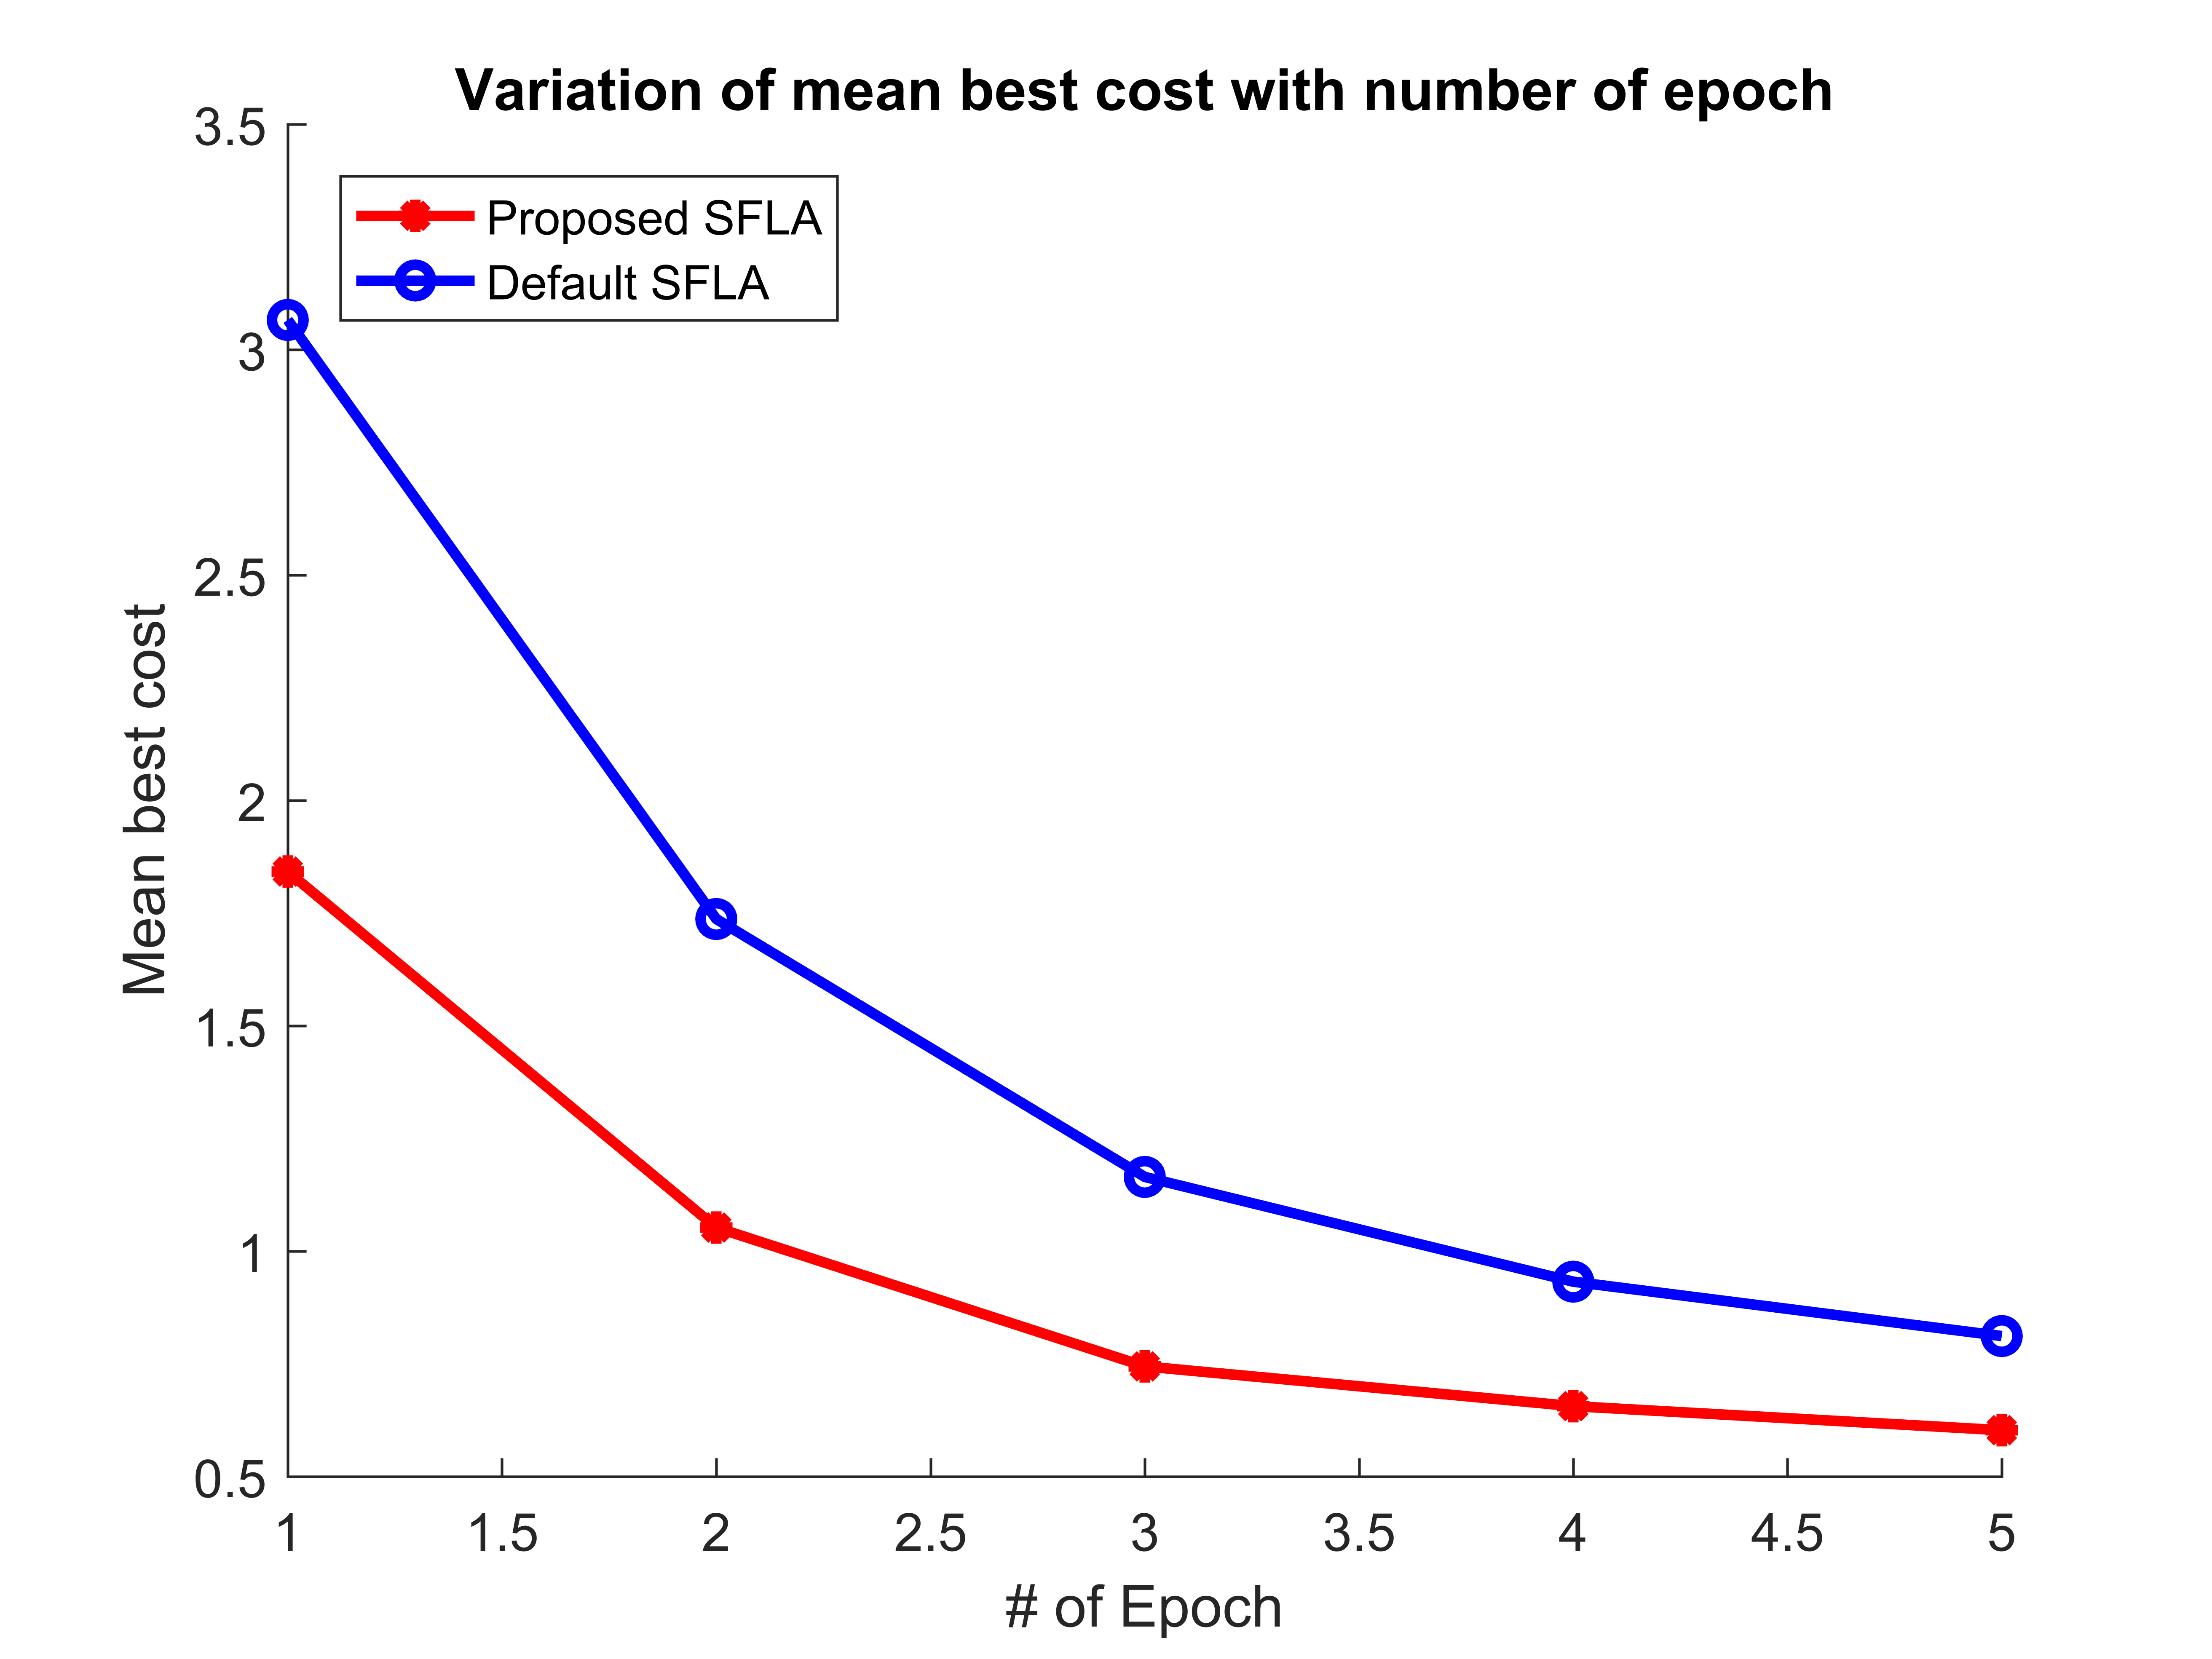 Variation of mean best cost with number of epoch
3.5
Proposed SFLA
Default SFLA
3
2.5
2
1.5
1
0.5
Mean best cost
1 1.5 2 2.5 3 3.5 4 4.5 5
# of Epoch